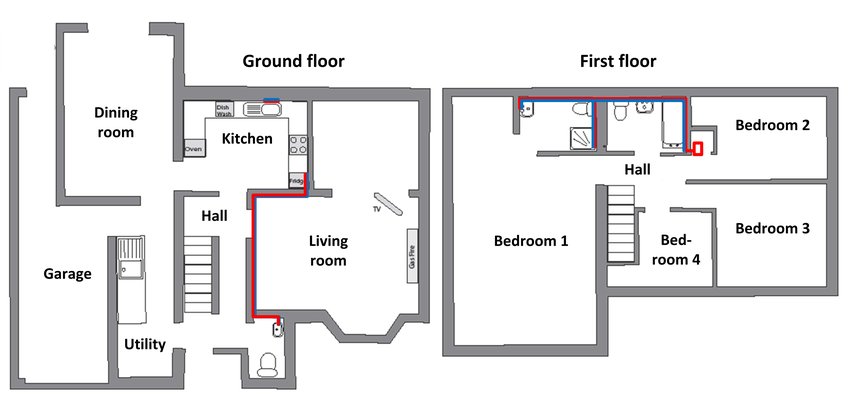 Ground floor
First floor
Dining
room
Dish
Wash
Kitchen
Oven
Fridg
Hall
TV
Living
room
Gas Fire
Garage
Utility
Bedroom 2
Hall
Bedroom 1
Bed-
room 4
Bedroom 3